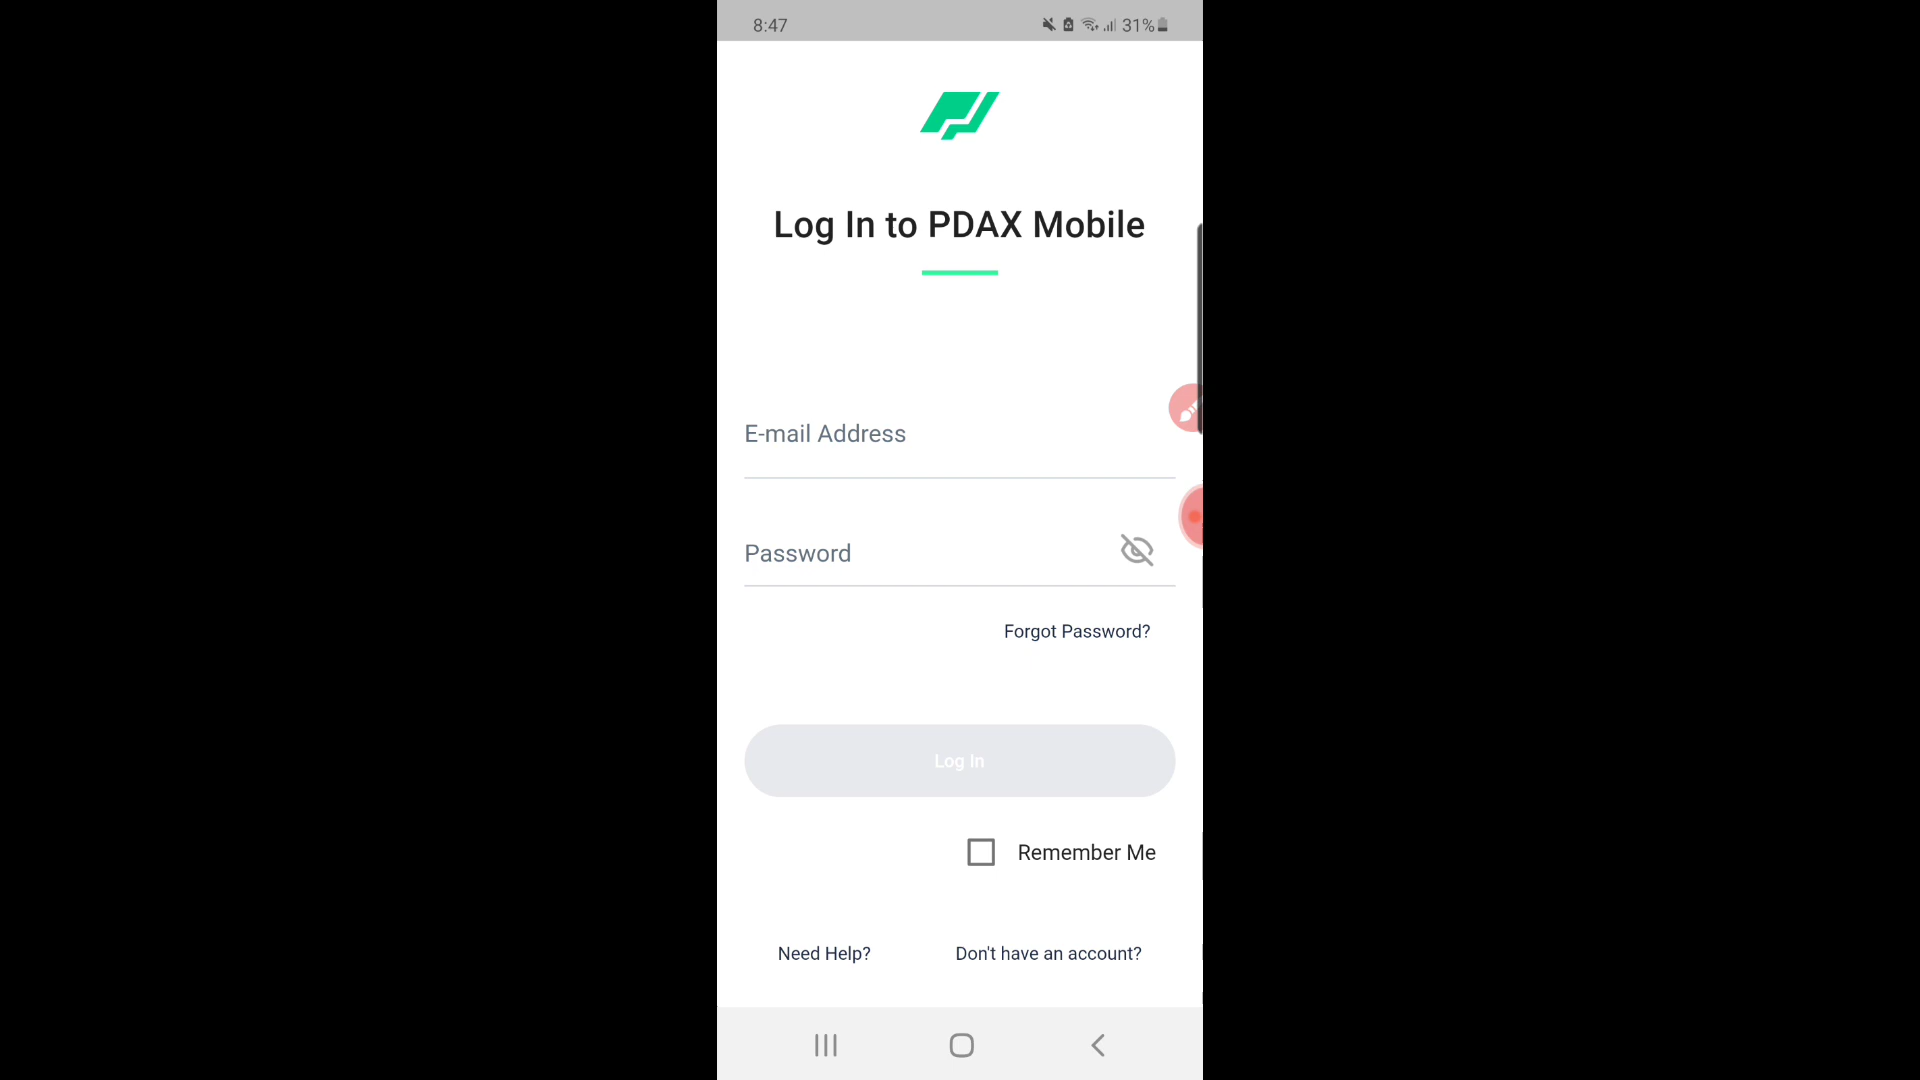 8:47
31%
Log In to PDAX Mobile
E-mail Address
Password
Forgot Password?
Log In
Remember Me
Need Help?
Don't have an account?